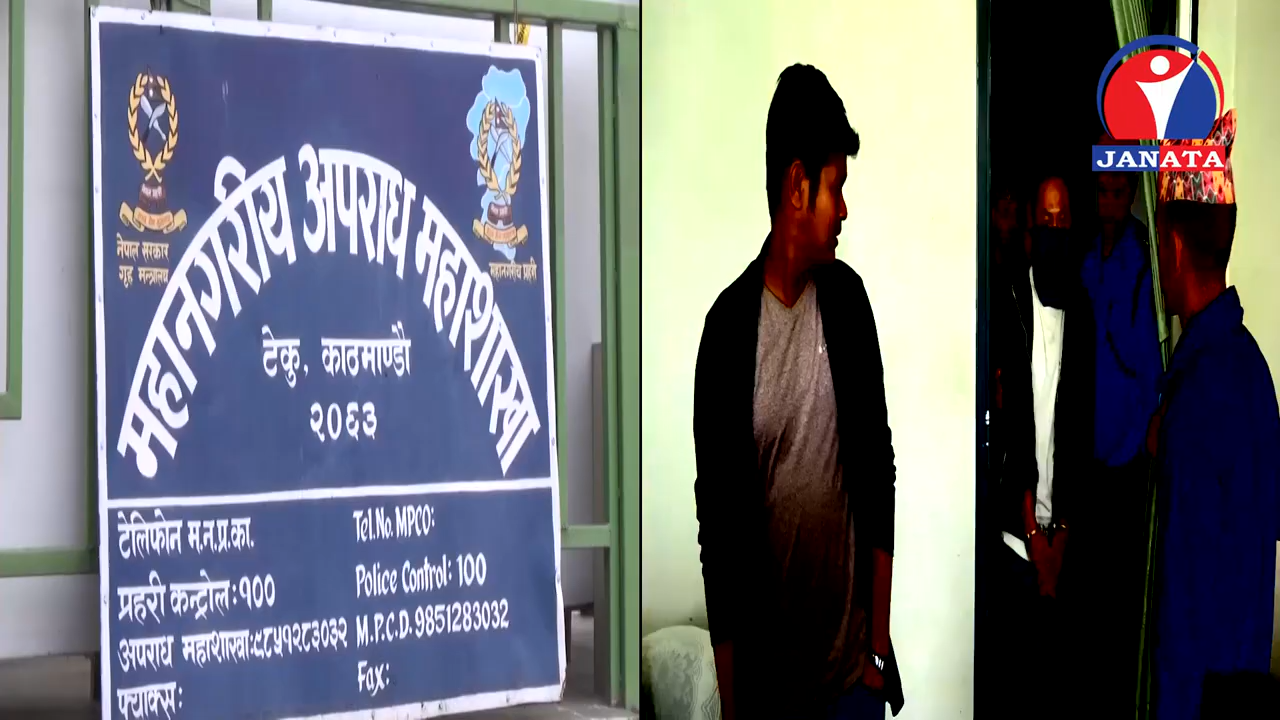 नेपाल सरकार
गृह मन्त्रालय
महानगरीय प्रहरी
महानगरीय अपराध महाशाखा
टेकु, काठमाण्डौ
२०६३
टेलिफोन म.न.प्र.का.
Tel.No. MPCO:
प्रहरी कन्ट्रोल: १००
Police Control: 100
अपराध महाशाखा:९८५१२८३०३२
M.P.C.D. 9851283032
फ्याक्स:
Fax:
JANATA